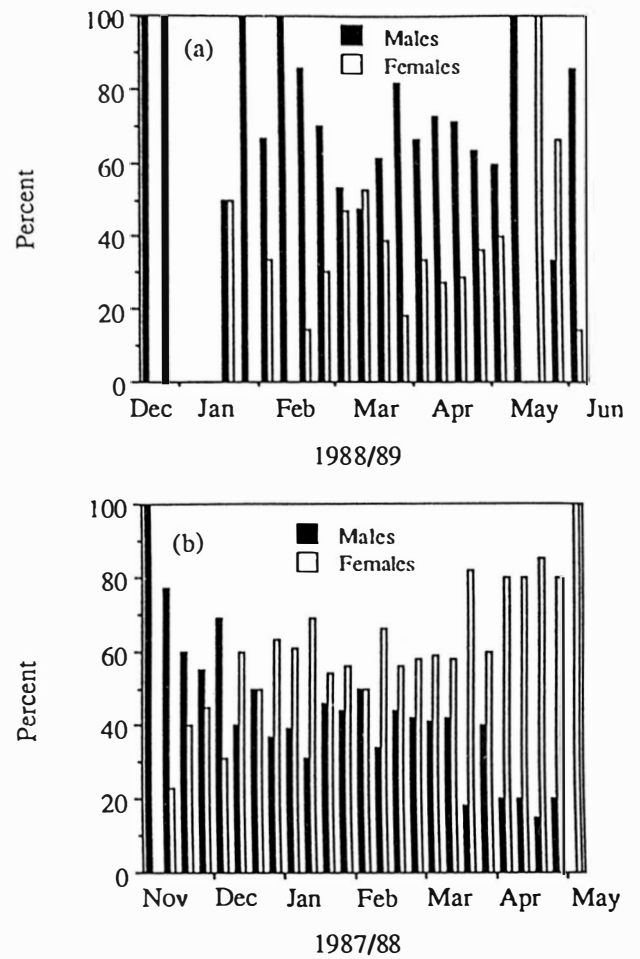 100
(a)
Males
Females
80
60
40
20
0
Percent
Dec Jan Feb Mar Apr May Jun
1988/89
100
(b)
Males
Females
80
60
40
20
0
Percent
Nov Dec Jan Feb Mar Apr May
1987/88